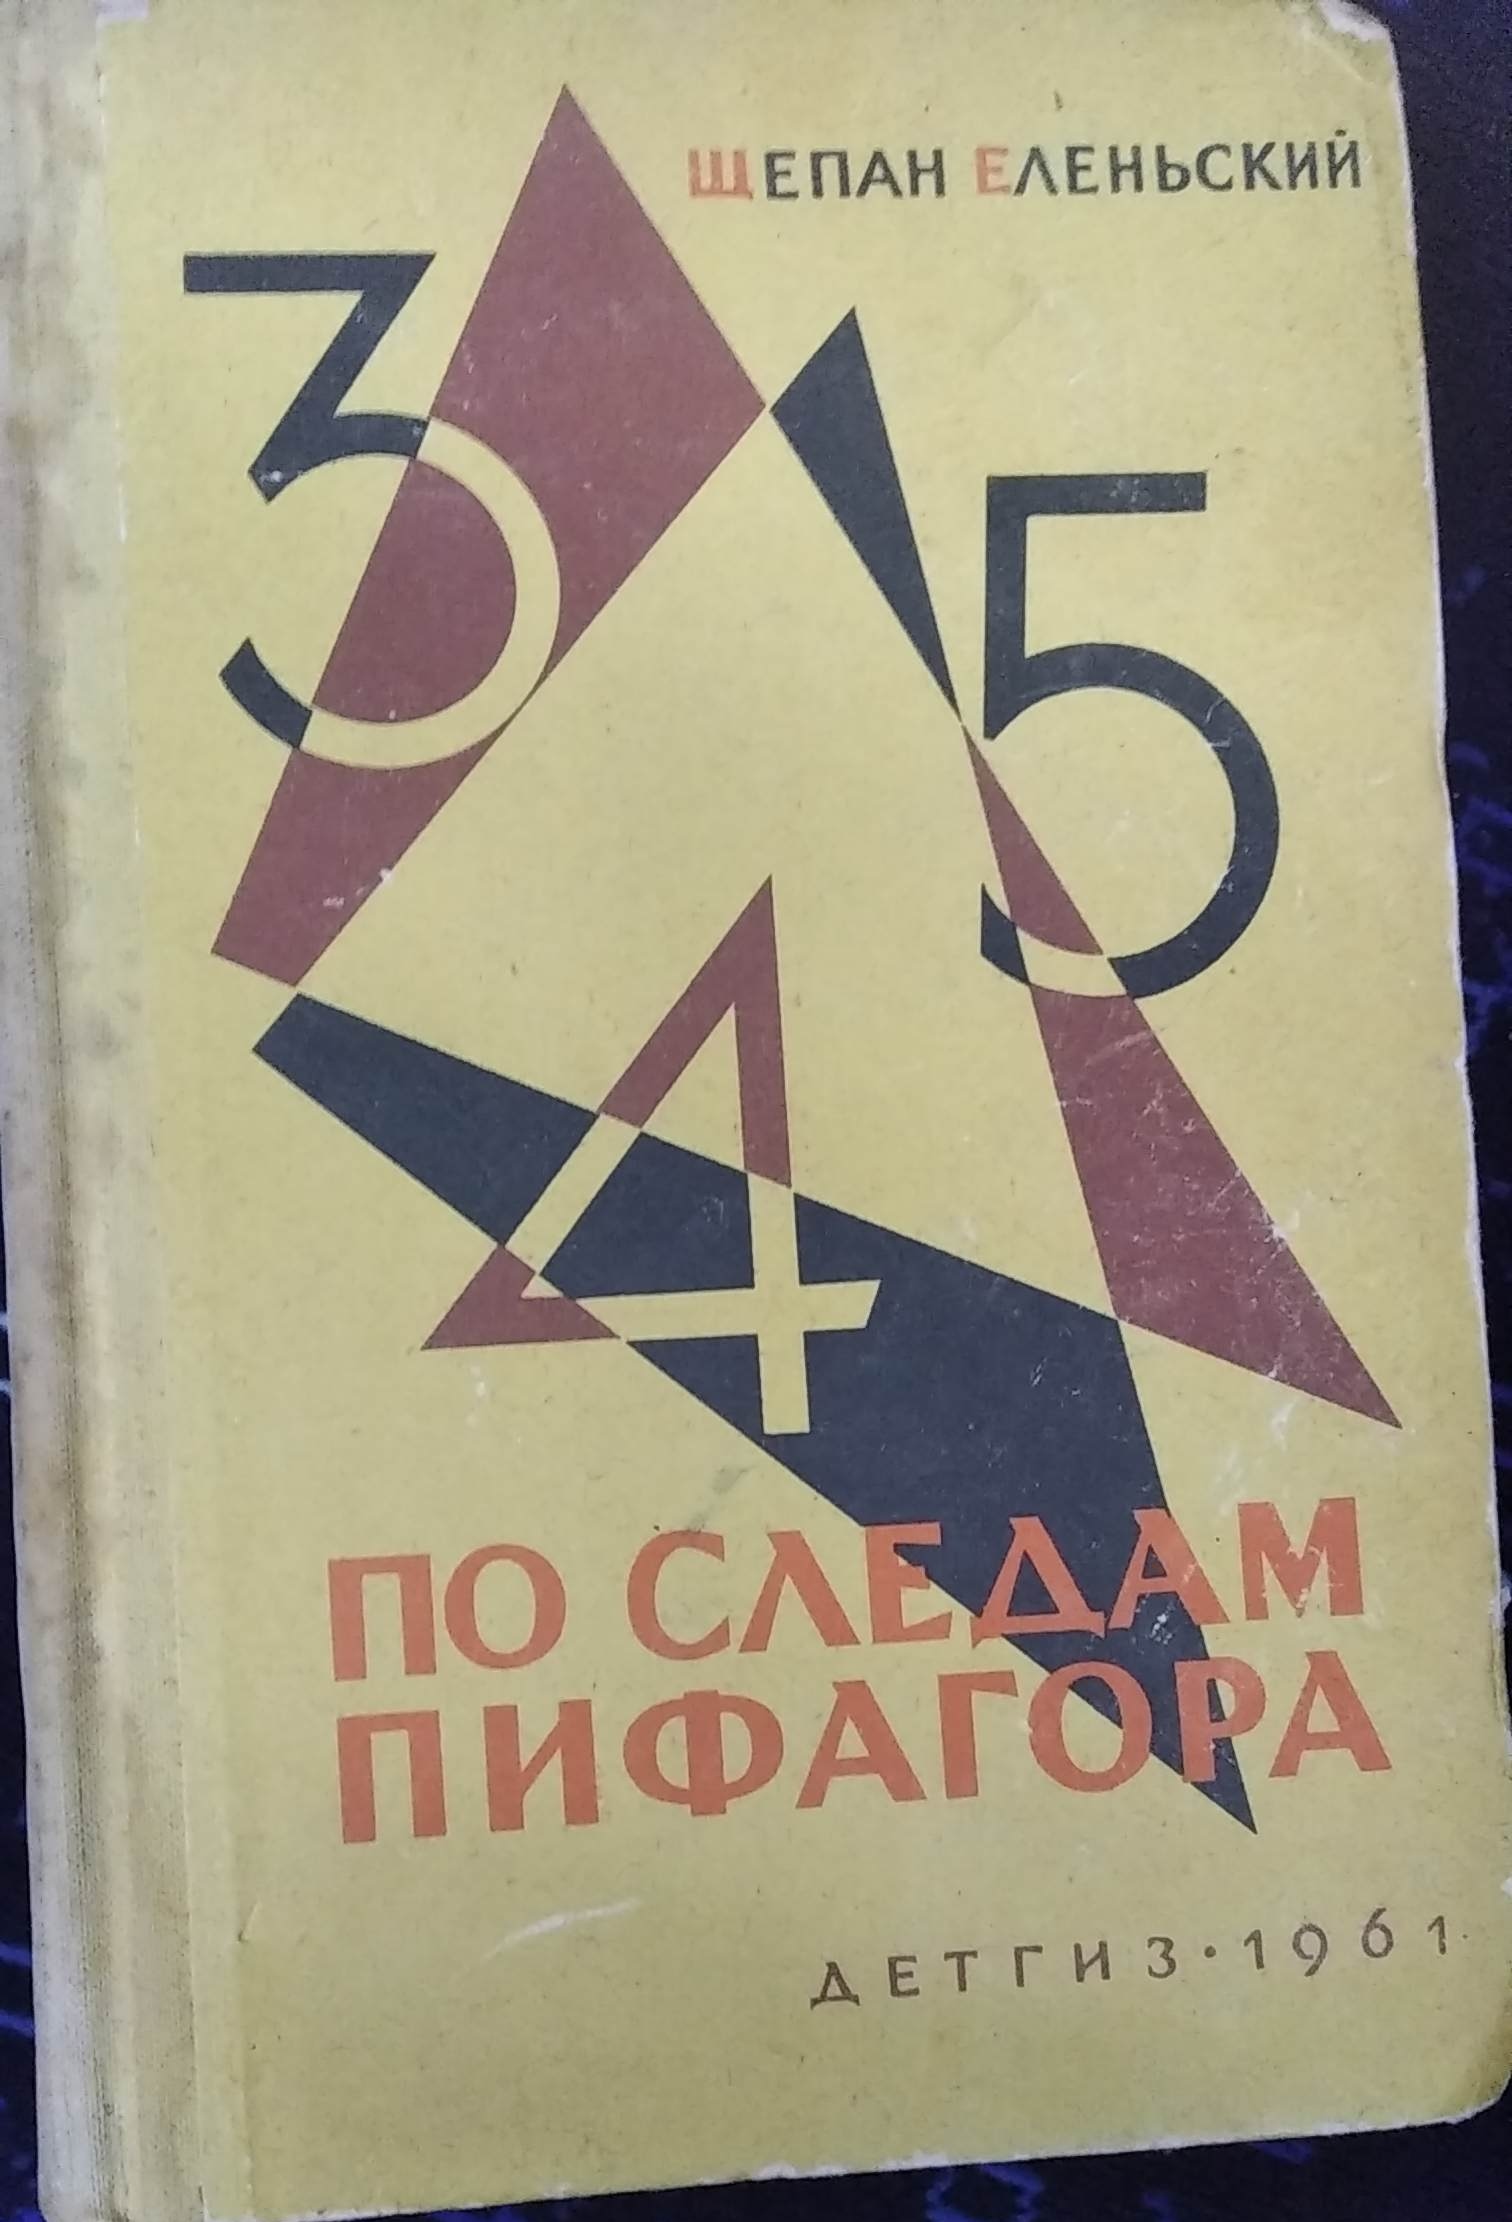 ЩЕПАН ЕЛЕНЬСКИЙ
3
5
4
ПО СЛЕДАМ
ПИФАГОРА
ДЕТГИЗ·1961